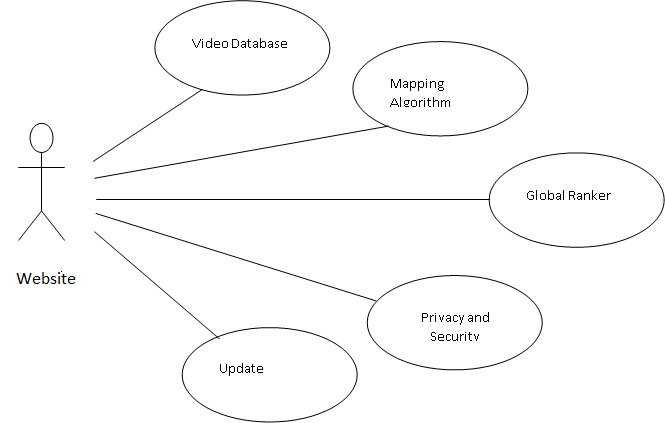 Video Database
Mapping
Algorithm
Global Ranker
Website
Privacy and
Security
Update